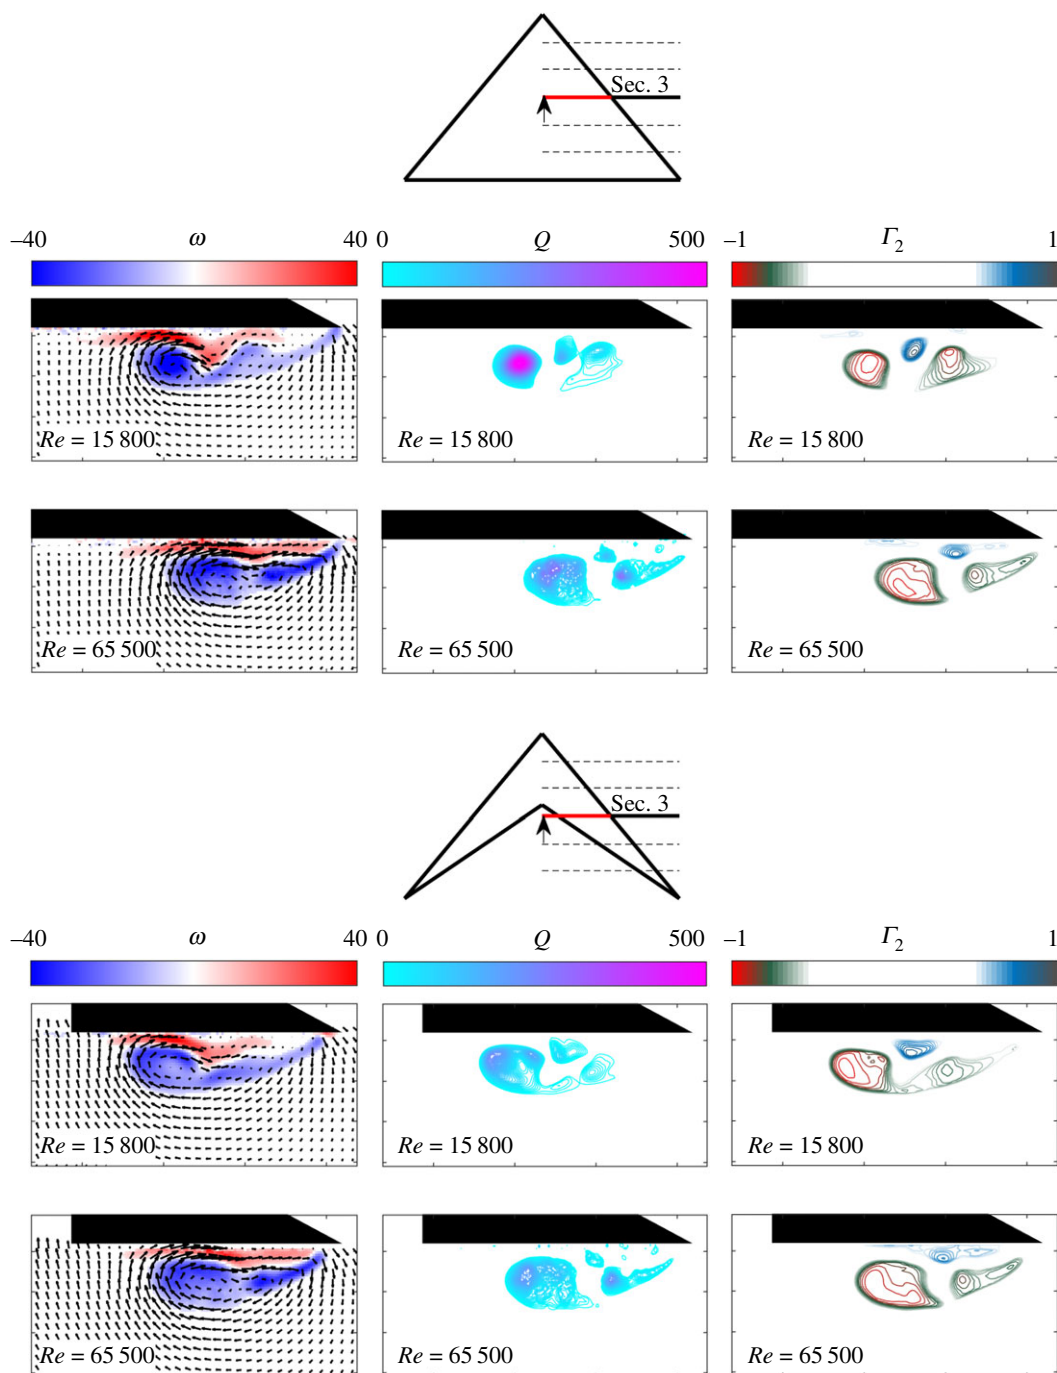 Sec. 3
–40 ω 40 0 Q 500 –1 Γ₂ 1
Re = 15 800 Re = 15 800 Re = 15 800
Re = 65 500 Re = 65 500 Re = 65 500
Sec. 3
–40 ω 40 0 Q 500 –1 Γ₂ 1
Re = 15 800 Re = 15 800 Re = 15 800
Re = 65 500 Re = 65 500 Re = 65 500